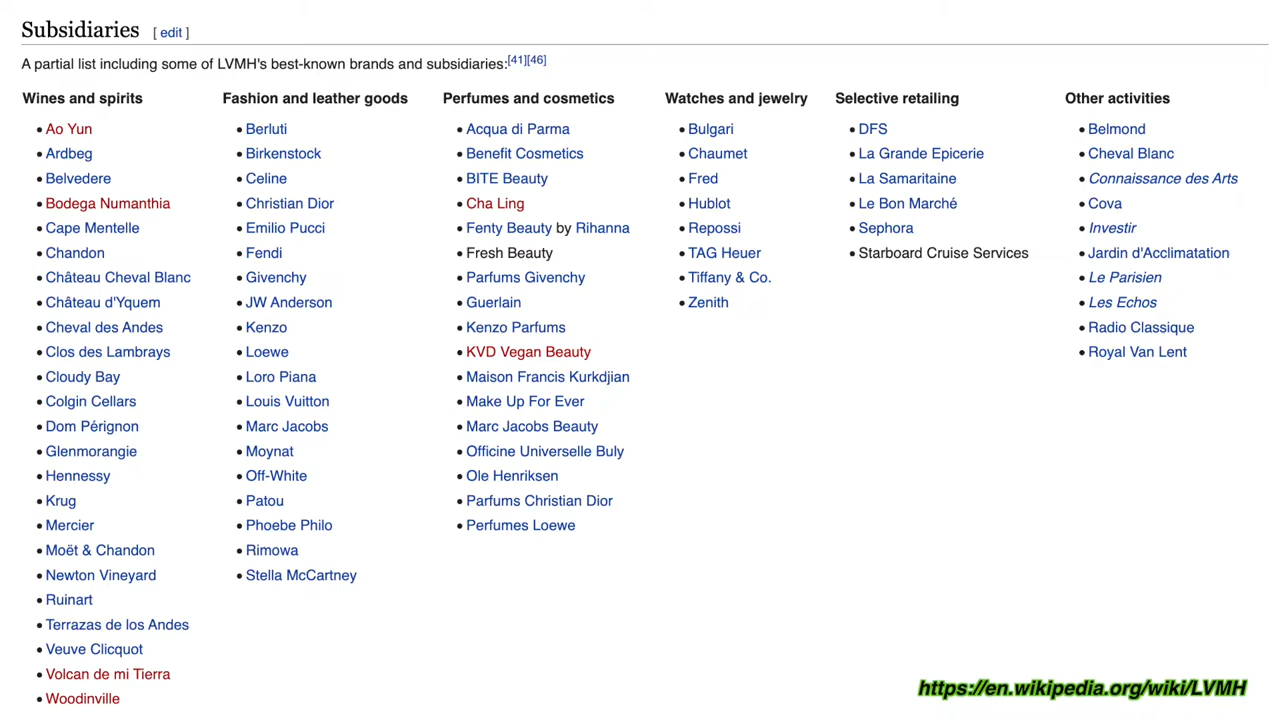 Subsidiaries [ edit ]
A partial list including some of LVMH's best-known brands and subsidiaries:[41][46]
Wines and spirits
Ao Yun
Ardbeg
Belvedere
Bodega Numanthia
Cape Mentelle
Chandon
Château Cheval Blanc
Château d'Yquem
Cheval des Andes
Clos des Lambrays
Cloudy Bay
Colgin Cellars
Dom Pérignon
Glenmorangie
Hennessy
Krug
Mercier
Moët & Chandon
Newton Vineyard
Ruinart
Terrazas de los Andes
Veuve Clicquot
Volcan de mi Tierra
Woodinville
Fashion and leather goods
Berluti
Birkenstock
Celine
Christian Dior
Emilio Pucci
Fendi
Givenchy
JW Anderson
Kenzo
Loewe
Loro Piana
Louis Vuitton
Marc Jacobs
Moynat
Off-White
Patou
Phoebe Philo
Rimowa
Stella McCartney
Perfumes and cosmetics
Acqua di Parma
Benefit Cosmetics
BITE Beauty
Cha Ling
Fenty Beauty by Rihanna
Fresh Beauty
Parfums Givenchy
Guerlain
Kenzo Parfums
KVD Vegan Beauty
Maison Francis Kurkdjian
Make Up For Ever
Marc Jacobs Beauty
Officine Universelle Buly
Ole Henriksen
Parfums Christian Dior
Perfumes Loewe
Watches and jewelry
Bulgari
Chaumet
Fred
Hublot
Repossi
TAG Heuer
Tiffany & Co.
Zenith
Selective retailing
DFS
La Grande Epicerie
La Samaritaine
Le Bon Marché
Sephora
Starboard Cruise Services
Other activities
Belmond
Cheval Blanc
Connaissance des Arts
Cova
Investir
Jardin d'Acclimatation
Le Parisien
Les Echos
Radio Classique
Royal Van Lent
https://en.wikipedia.org/wiki/LVMH